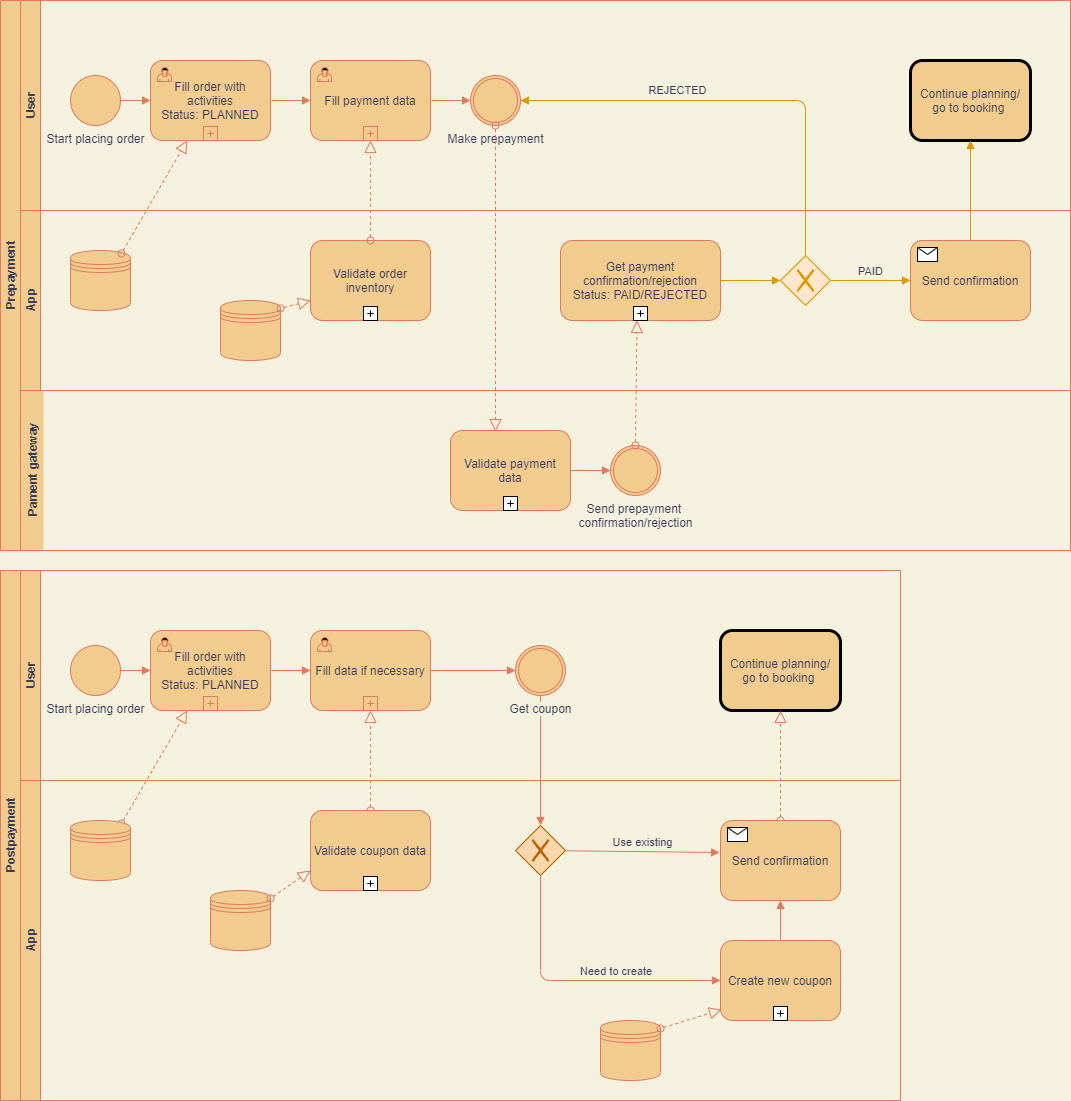 Prepayment
User
Start placing order
Fill order with
activities
Status: PLANNED
Fill payment data
Make prepayment
REJECTED
Continue planning/
go to booking
App
Validate order
inventory
Get payment
confirmation/rejection
Status: PAID/REJECTED
PAID
Send confirmation
Pament gateway
Validate payment
data
Send prepayment
confirmation/rejection
Postpayment
User
Start placing order
Fill order with
activities
Status: PLANNED
Fill data if necessary
Get coupon
Continue planning/
go to booking
App
Validate coupon data
Use existing
Send confirmation
Need to create
Create new coupon